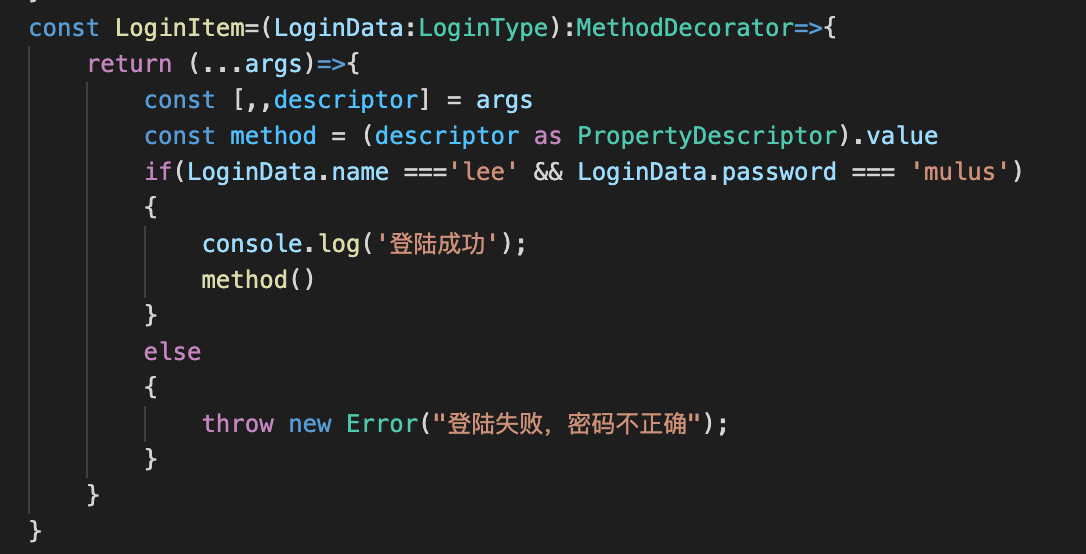 const LoginItem=(LoginData:LoginType):MethodDecorator=>{
    return (...args)=>{
        const [,,descriptor] = args
        const method = (descriptor as PropertyDescriptor).value
        if(LoginData.name ==='lee' && LoginData.password === 'mulus')
        {
            console.log('登陆成功');
            method()
        }
        else
        {
            throw new Error("登陆失败，密码不正确");
        }
    }
}